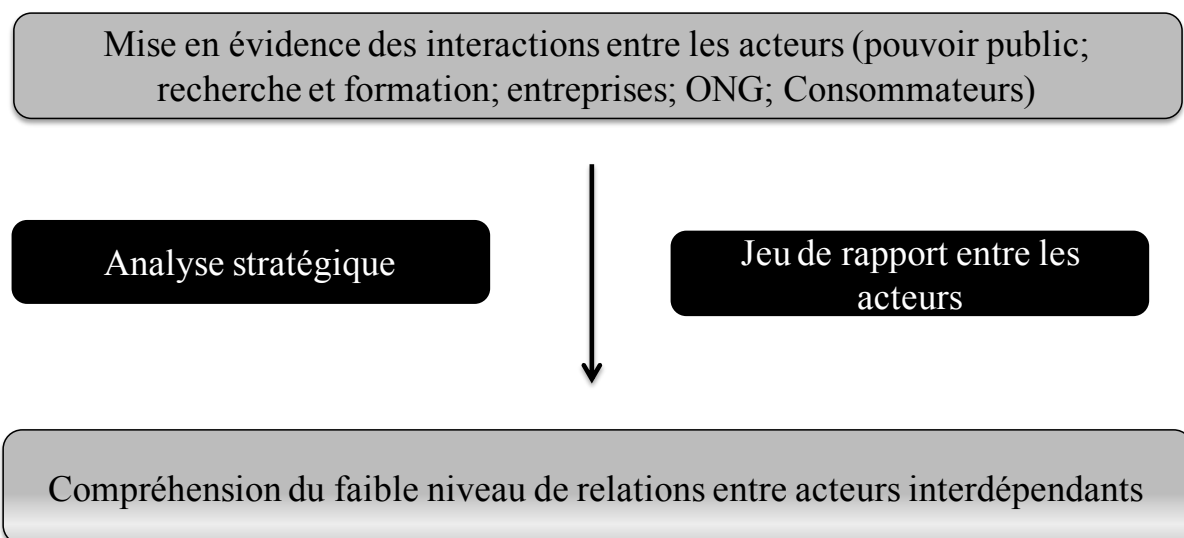 Mise en évidence des interactions entre les acteurs (pouvoir public;
recherche et formation; entreprises; ONG; Consommateurs)
Analyse stratégique
Jeu de rapport entre les
acteurs
Compréhension du faible niveau de relations entre acteurs interdépendants